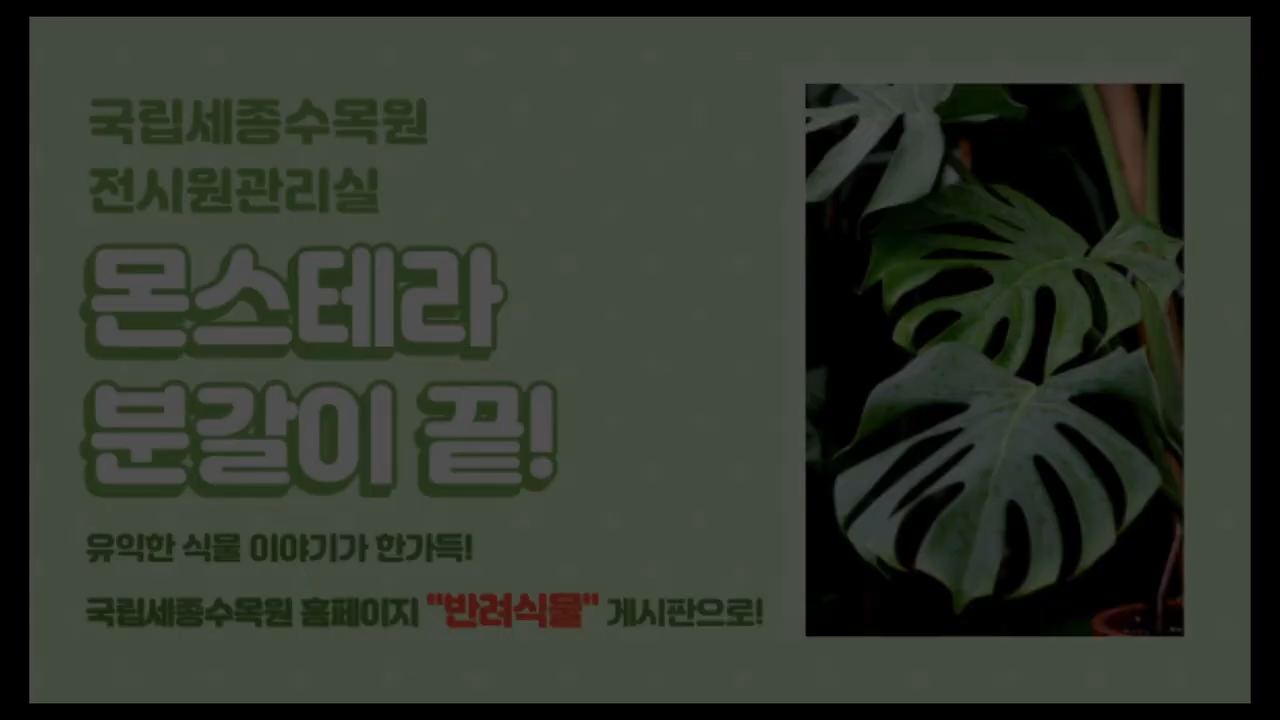 국립세종수목원
전시원관리실
몬스테라
분갈이 끝!
유익한 식물 이야기가 한가득!
국립세종수목원 홈페이지 "반려식물" 게시판으로!